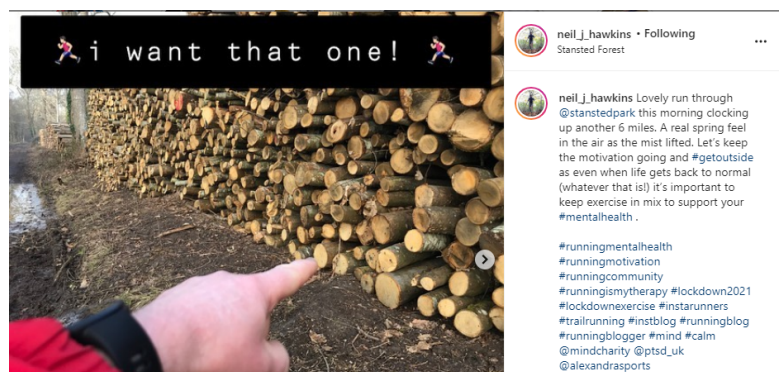 🏃i want that one! 🏃
neil_j_hawkins • Following
Stansted Forest
...
neil_j_hawkins Lovely run through
@stanstedpark this morning clocking
up another 6 miles. A real spring feel
in the air as the mist lifted. Let's keep
the motivation going and #getoutside
as even when life gets back to normal
(whatever that is!) it's important to
keep exercise in mix to support your
#mentalhealth .
#runningmentalhealth
#runningmotivation
#runningcommunity
#runningismytherapy #lockdown2021
#lockdownexercise #instarunners
#trailrunning #instblog #runningblog
#runningblogger #mind #calm
@mindcharity @ptsd_uk
@alexandrasports